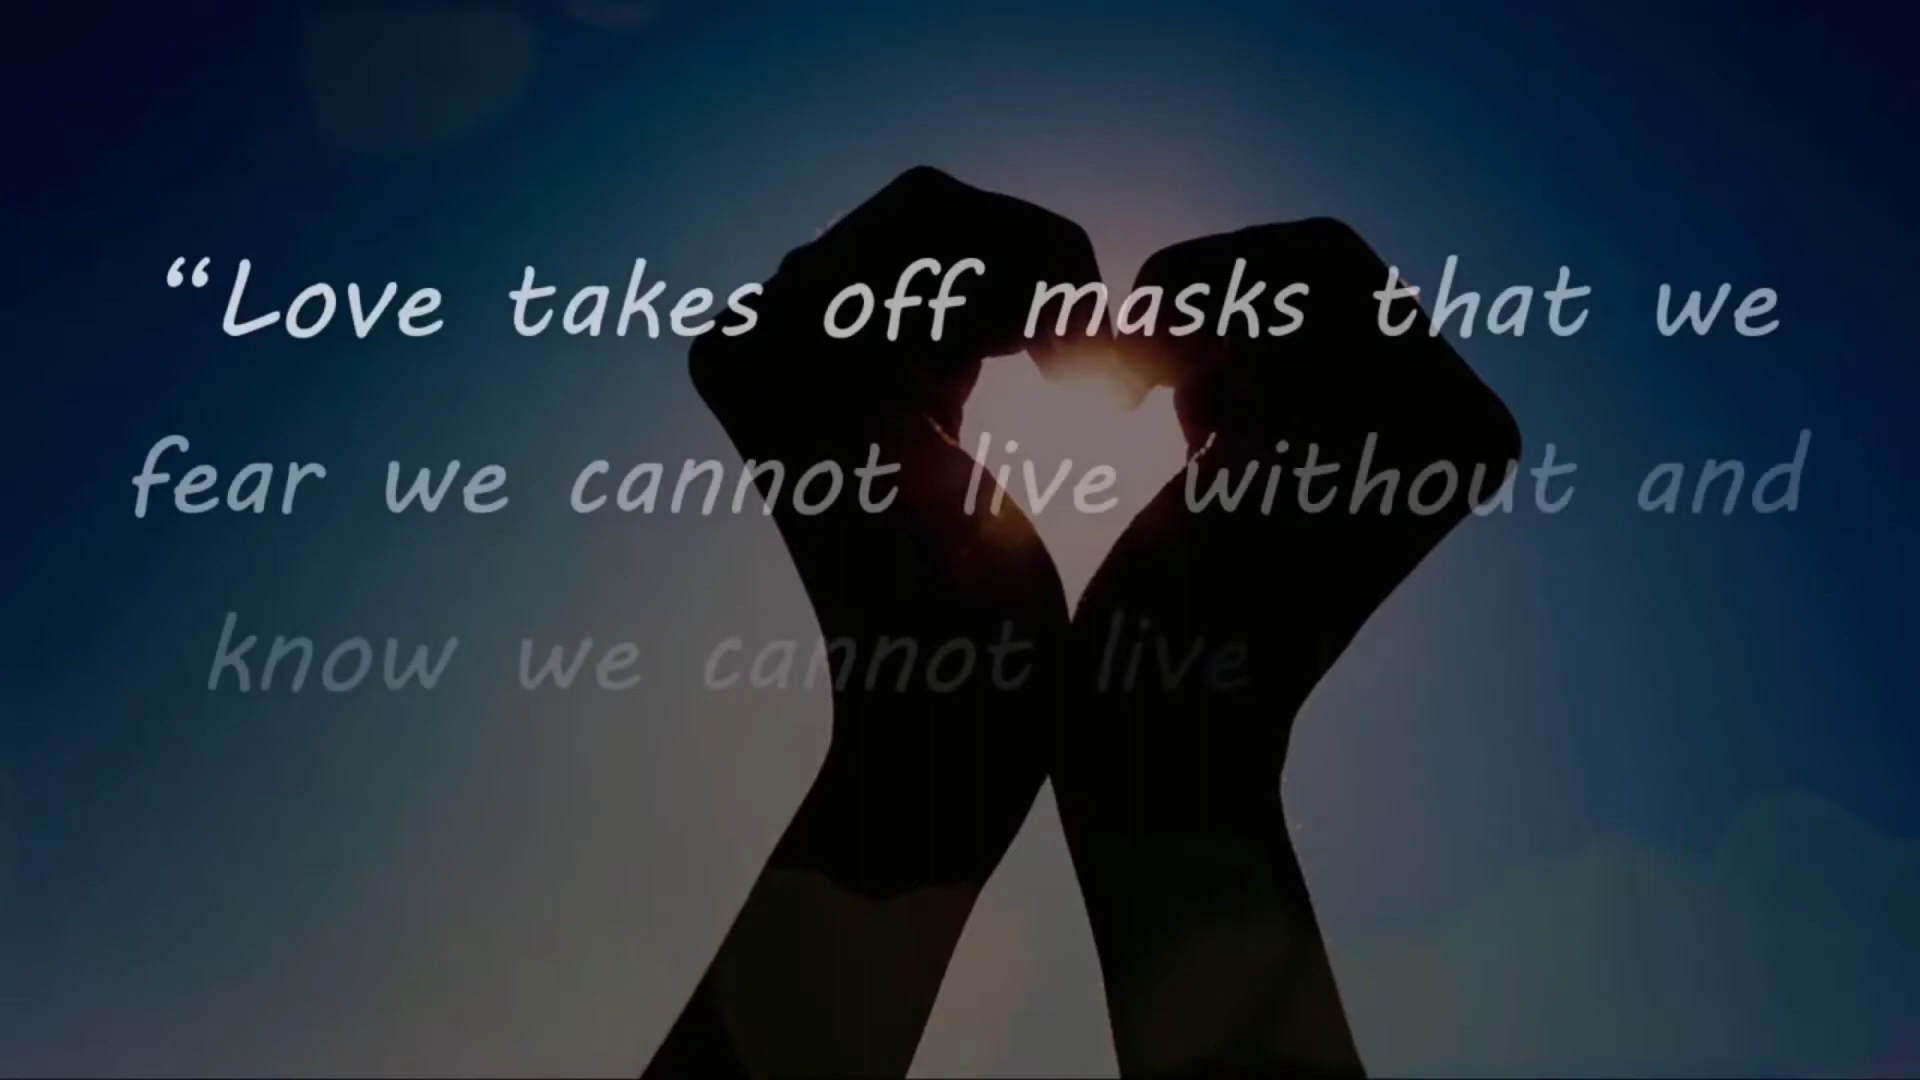 “Love takes off masks that we
fear we cannot live without and
know we cannot live